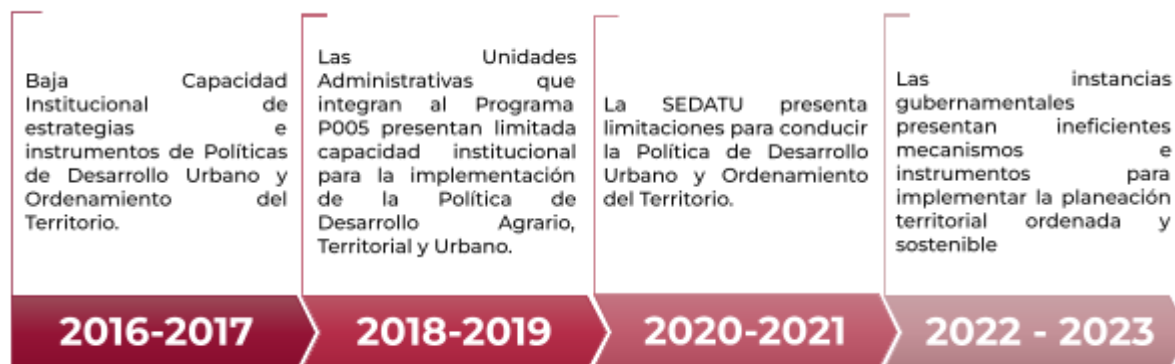 Baja Capacidad
Institucional de
estrategias e
instrumentos de Políticas
de Desarrollo Urbano y
Ordenamiento del
Territorio.
2016-2017
Las Unidades
Administrativas que
integran al Programa
P005 presentan limitada
capacidad institucional
para la implementación
de la Política de
Desarrollo Agrario,
Territorial y Urbano.
2018-2019
La SEDATU presenta
limitaciones para conducir
la Política de Desarrollo
Urbano y Ordenamiento
del Territorio.
2020-2021
Las instancias
gubernamentales
presentan ineficientes
mecanismos e
instrumentos para
implementar la planeación
territorial ordenada y
sostenible
2022 - 2023